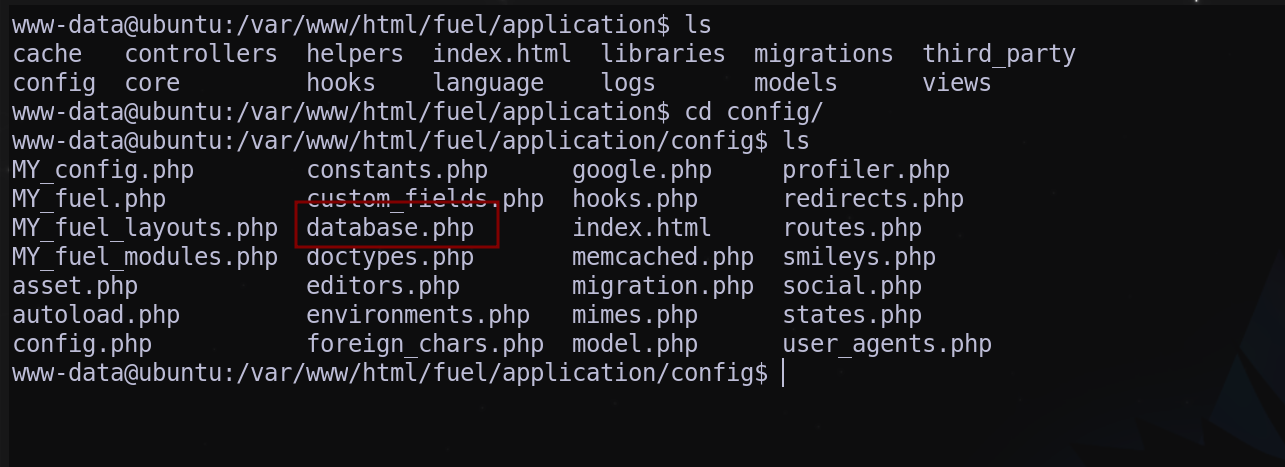 www-data@ubuntu:/var/www/html/fuel/application$ ls
cache   controllers  helpers  index.html  libraries  migrations  third_party
config  core         hooks    language    logs       models      views
www-data@ubuntu:/var/www/html/fuel/application$ cd config/
www-data@ubuntu:/var/www/html/fuel/application/config$ ls
MY_config.php        constants.php      google.php     profiler.php
MY_fuel.php          custom_fields.php  hooks.php      redirects.php
MY_fuel_layouts.php  database.php       index.html     routes.php
MY_fuel_modules.php  doctypes.php       memcached.php  smileys.php
asset.php            editors.php        migration.php  social.php
autoload.php         environments.php   mimes.php      states.php
config.php           foreign_chars.php  model.php      user_agents.php
www-data@ubuntu:/var/www/html/fuel/application/config$